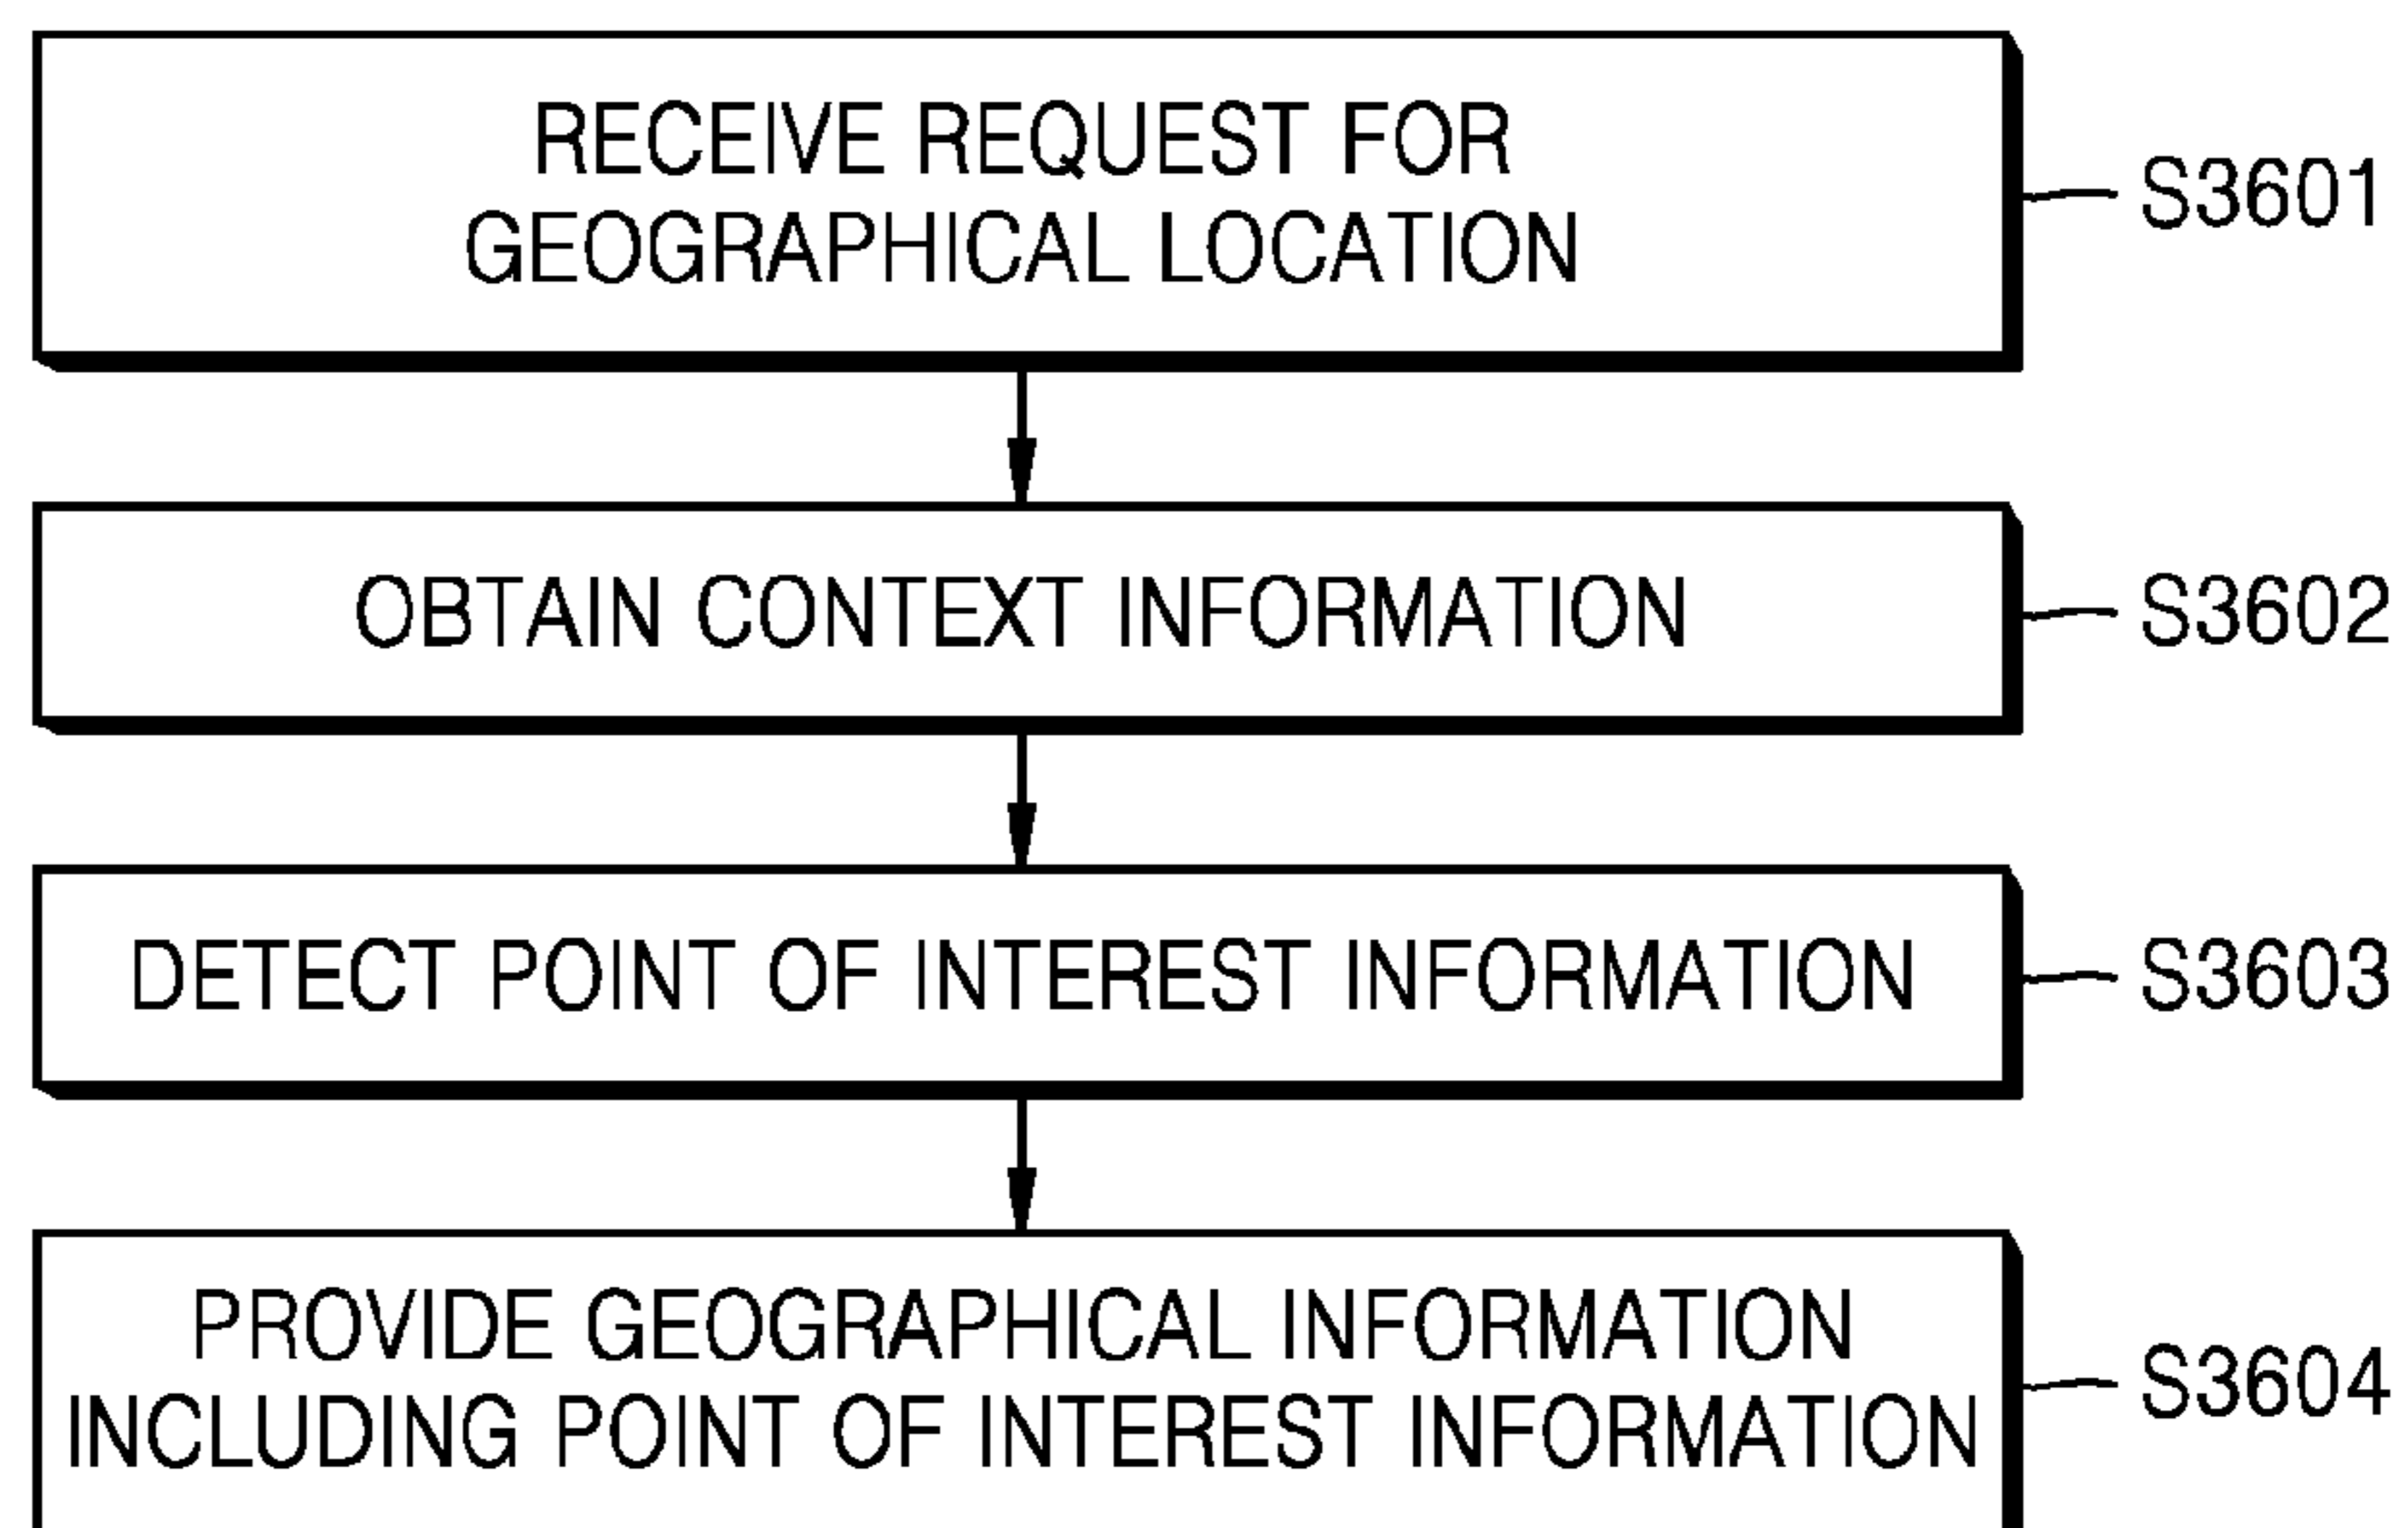 RECEIVE REQUEST FOR
GEOGRAPHICAL LOCATION
S3601
OBTAIN CONTEXT INFORMATION
S3602
DETECT POINT OF INTEREST INFORMATION
S3603
PROVIDE GEOGRAPHICAL INFORMATION
INCLUDING POINT OF INTEREST INFORMATION
S3604